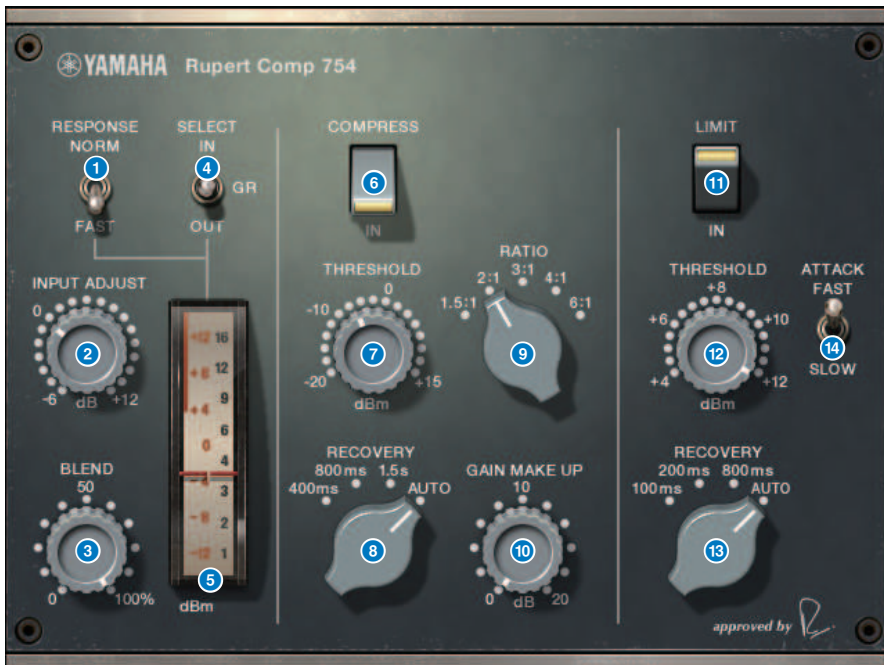 YAMAHA Rupert Comp 754
RESPONSE
NORM
1
FAST
SELECT
IN
4
GR
OUT
INPUT ADJUST
0
2
-6 dB +12
BLEND
50
3
0 100%
+12 16
12
+8
9
+4
6
0
4
-4
3
-8
2
-12 1
5
dBm
COMPRESS
6
IN
THRESHOLD
0
-10
7
-20 +15
dBm
RATIO
1.5:1 2:1 3:1 4:1 6:1
9
RECOVERY
400ms 800ms 1.5s AUTO
8
GAIN MAKE UP
10
10
0 dB 20
LIMIT
11
IN
THRESHOLD
+8
+6 +10
12
+4 +12
dBm
ATTACK
FAST
14
SLOW
RECOVERY
100ms 200ms 800ms AUTO
13
approved by